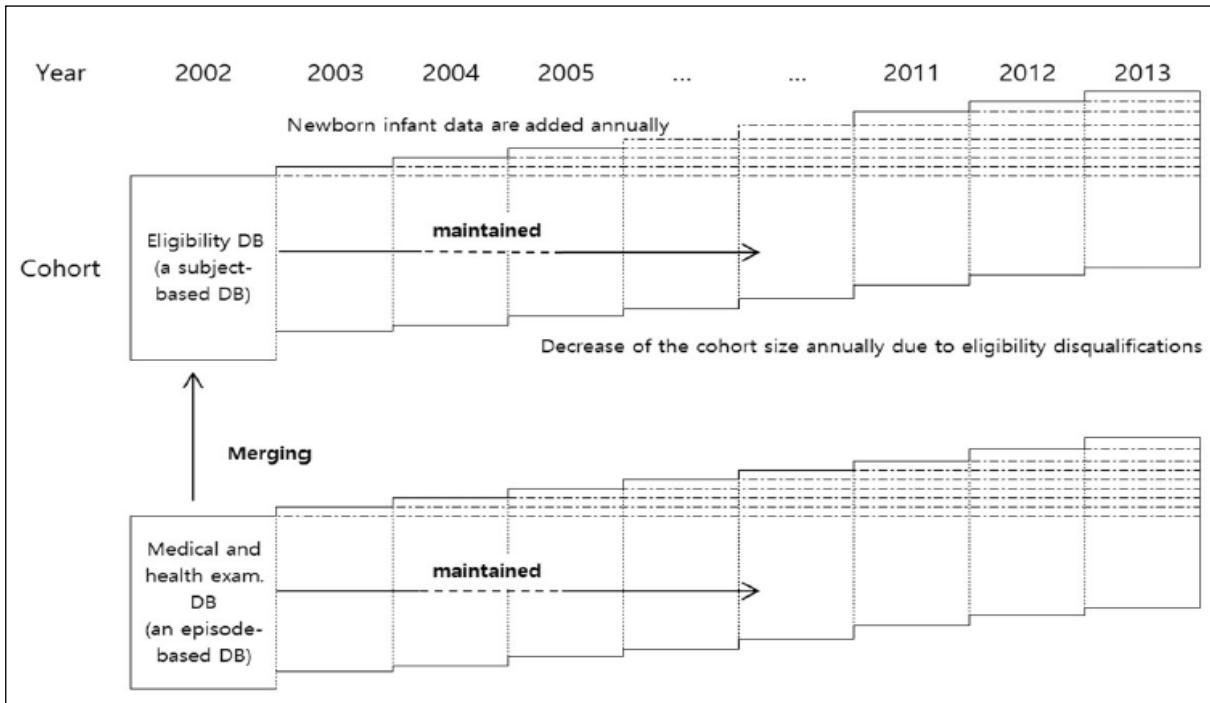 Year 2002 2003 2004 2005 ... ... 2011 2012 2013
Newborn infant data are added annually
maintained
Eligibility DB
(a subject-
based DB)
Cohort
Decrease of the cohort size annually due to eligibility disqualifications
Merging
Medical and
health exam.
DB
(an episode-
based DB)
maintained